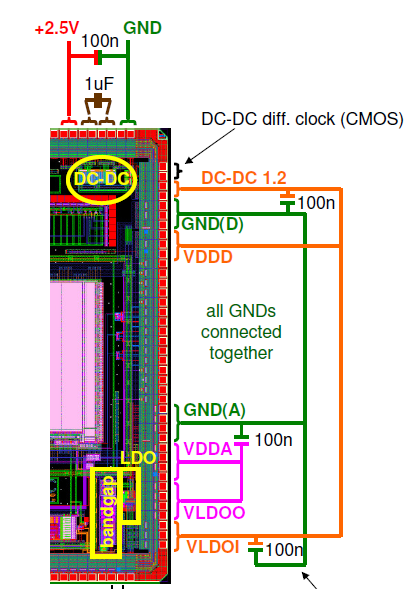 +2.5V
100n
GND
1uF
DC-DC diff. clock (CMOS)
DC-DC
DC-DC 1.2
100n
GND(D)
VDDD
all GNDs
connected
together
GND(A)
100n
VDDA
LDO
bandgap
VLDOO
VLDOI
100n